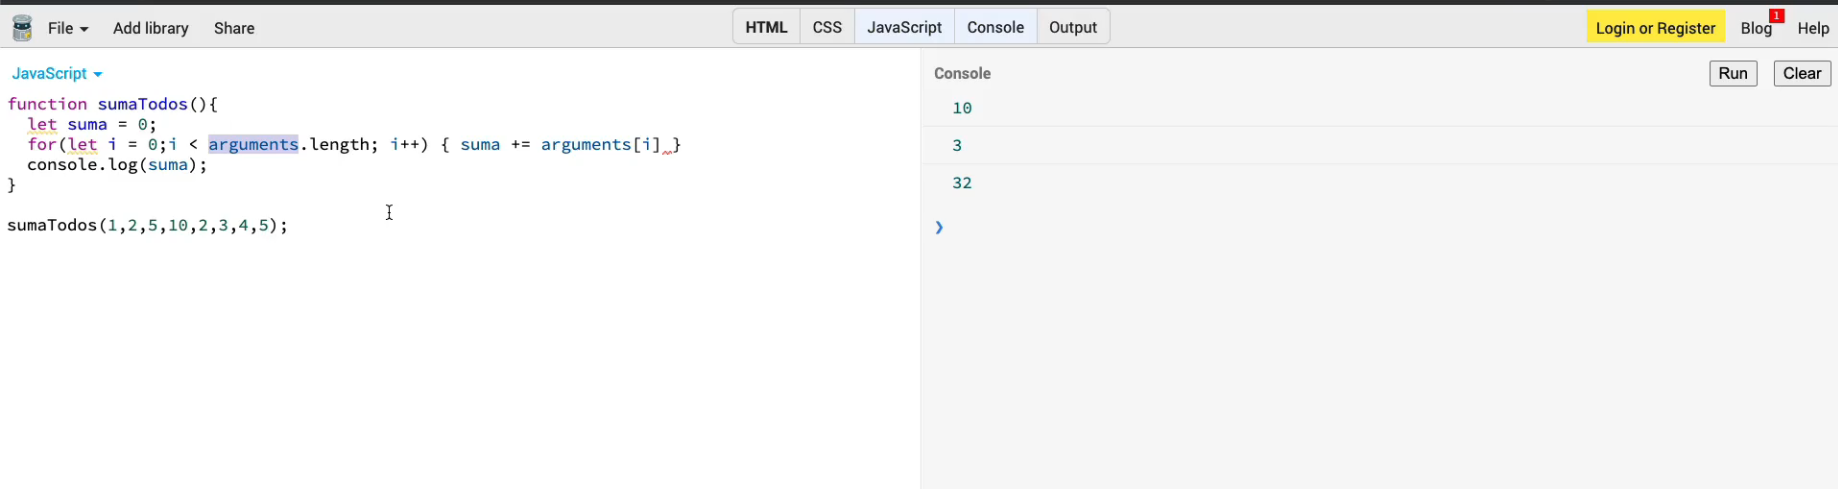 File Add library Share HTML CSS JavaScript Console Output Login or Register Blog 1 Help
JavaScript
function sumaTodos(){
let suma = 0;
for(let i = 0;i < arguments.length; i++) { suma += arguments[i] }
console.log(suma);
}
sumaTodos(1,2,5,10,2,3,4,5);
Console Run Clear
10
3
32